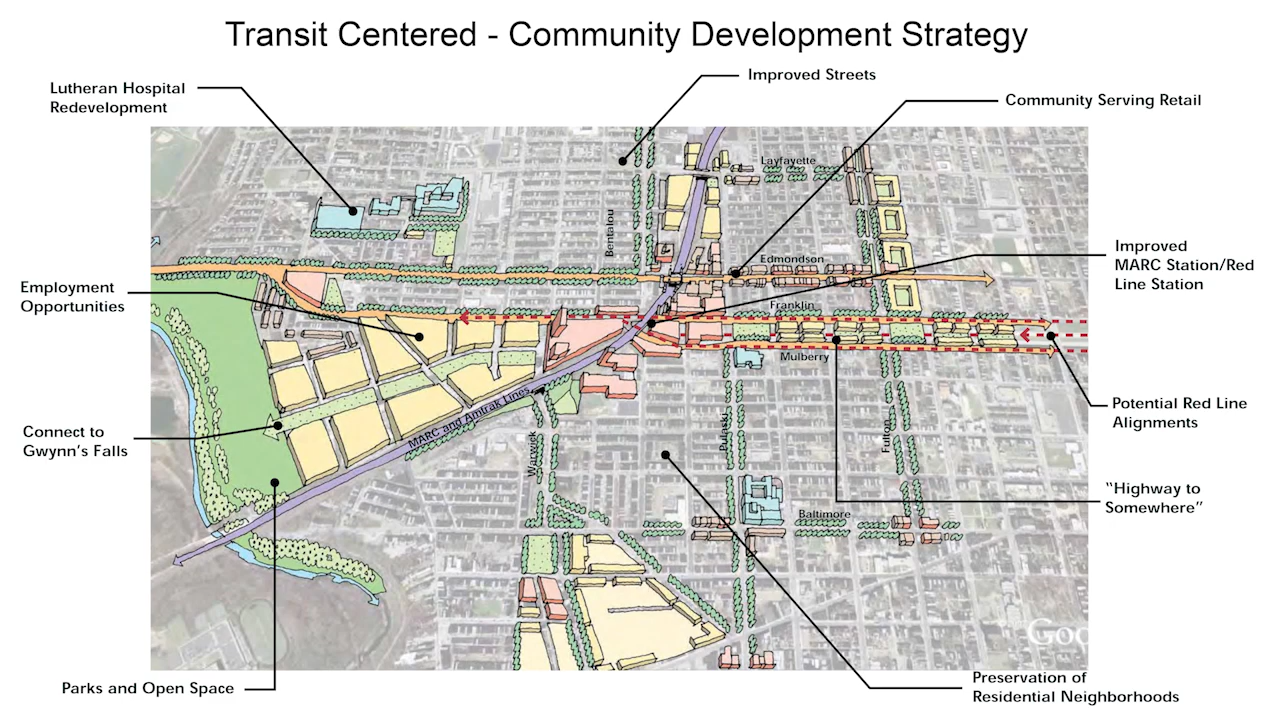 Transit Centered - Community Development Strategy
Improved Streets
Lutheran Hospital
Redevelopment
Community Serving Retail
Layfayette
Bentalou
Improved
MARC Station/Red
Line Station
Edmondson
Employment
Opportunities
Franklin
Mulberry
MARC and Amtrak Lines
Potential Red Line
Alignments
Connect to
Gwynn's Falls
Warwick
Pulaski
Fulton
"Highway to
Somewhere"
Baltimore
Goo
Parks and Open Space
Preservation of
Residential Neighborhoods